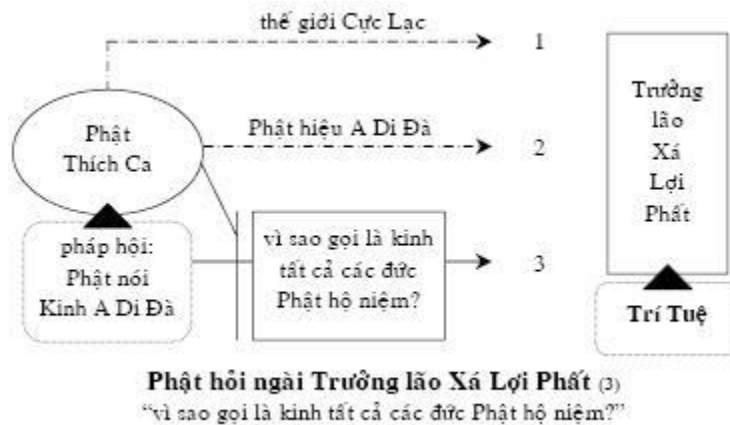 thế giới Cực Lạc
1
Phật
Thích Ca
Phật hiệu A Di Đà
2
Trưởng
lão
Xá
Lợi
Phất
pháp hội:
Phật nói
Kinh A Di Đà
vì sao gọi là kinh
tất cả các đức
Phật hộ niệm?
3
Trí Tuệ
Phật hỏi ngài Trưởng lão Xá Lợi Phất (3)
“vì sao gọi là kinh tất cả các đức Phật hộ niệm?”